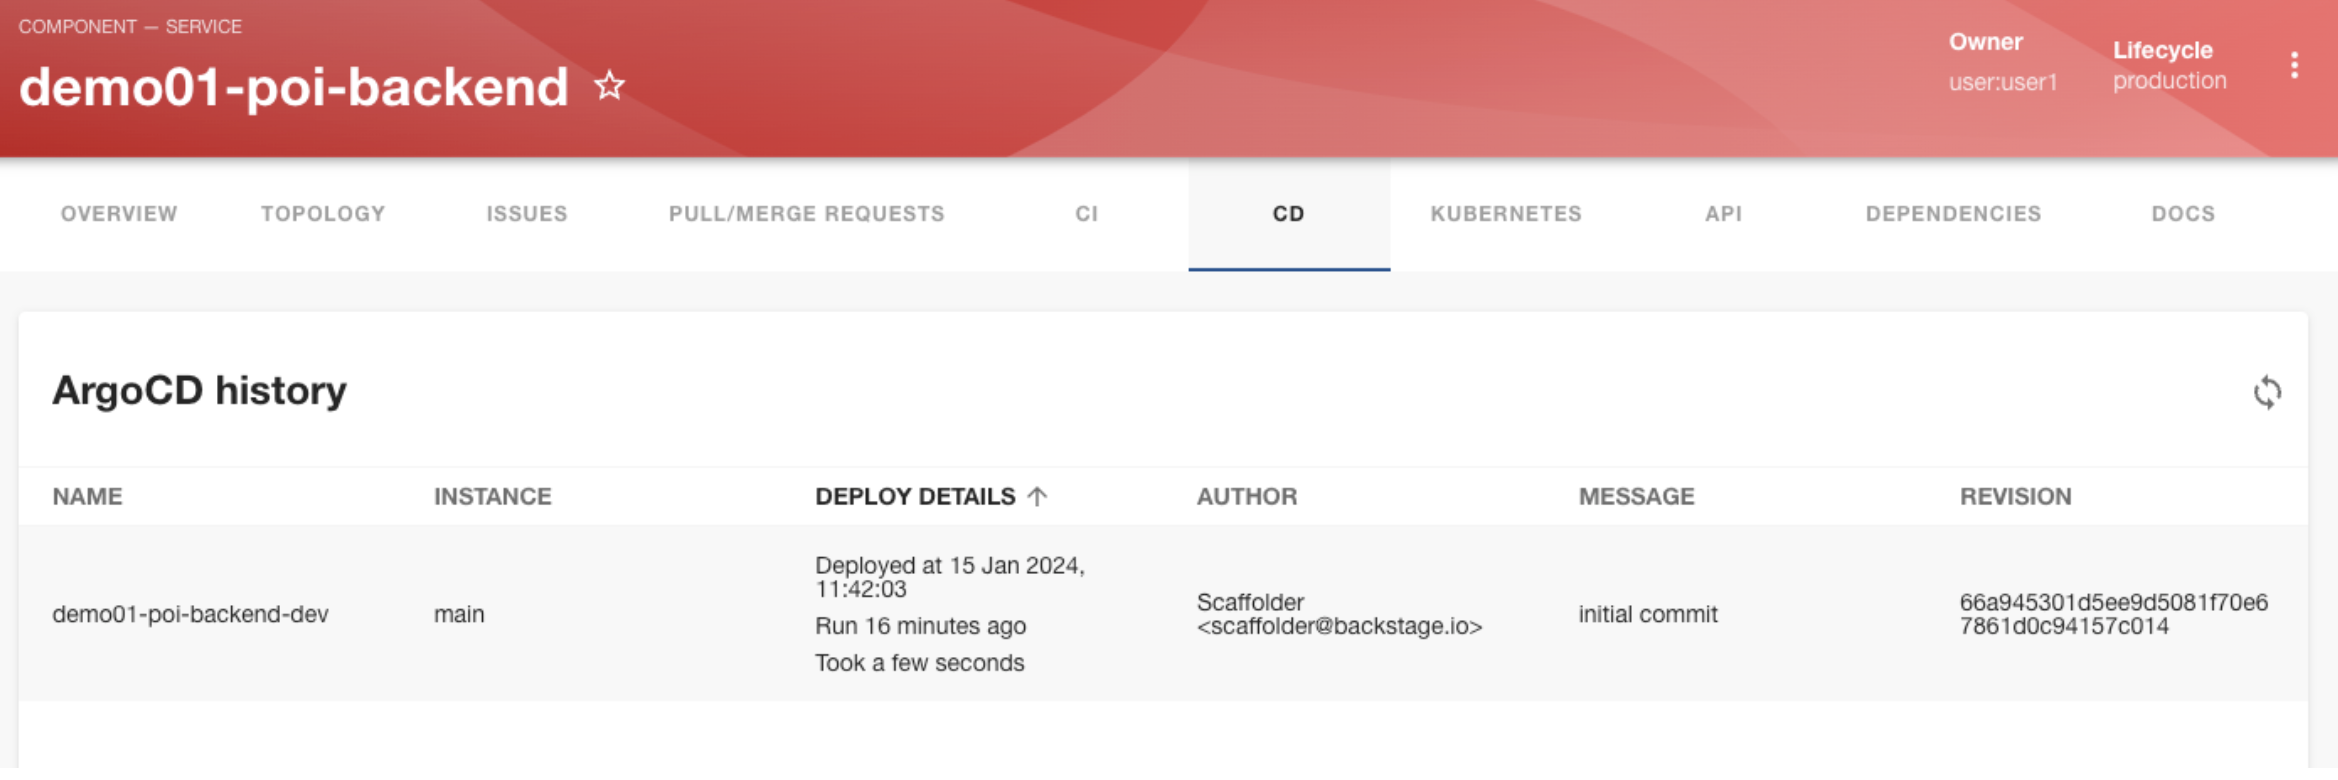 COMPONENT — SERVICE
demo01-poi-backend
Owner
user:user1
Lifecycle
production
OVERVIEW
TOPOLOGY
ISSUES
PULL/MERGE REQUESTS
CI
CD
KUBERNETES
API
DEPENDENCIES
DOCS
ArgoCD history
NAME
INSTANCE
DEPLOY DETAILS
AUTHOR
MESSAGE
REVISION
demo01-poi-backend-dev
main
Deployed at 15 Jan 2024,
11:42:03
Run 16 minutes ago
Took a few seconds
Scaffolder
<scaffolder@backstage.io>
initial commit
66a945301d5ee9d5081f70e6
7861d0c94157c014